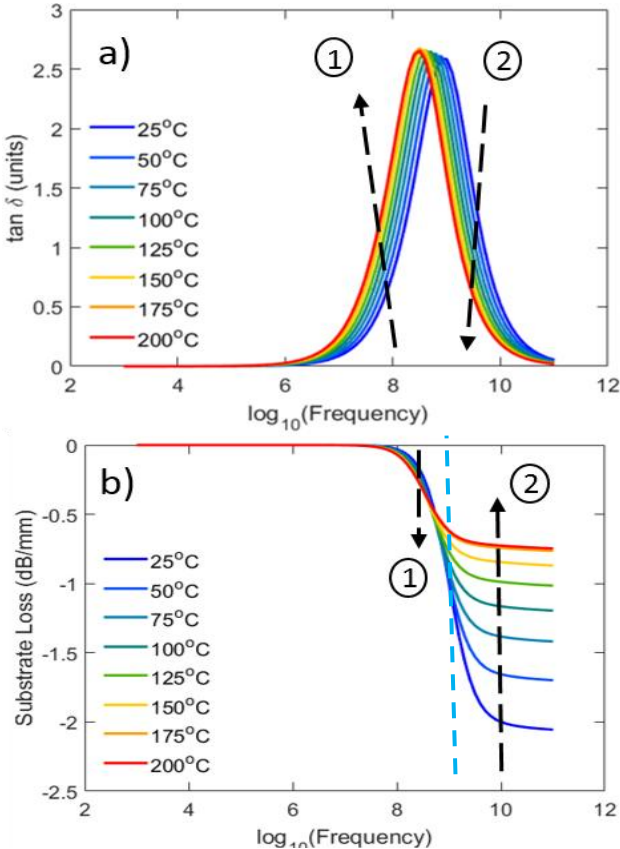 3
a)
1
2
2.5
2
1.5
1
0.5
0
tan δ (units)
25°C
50°C
75°C
100°C
125°C
150°C
175°C
200°C
2 4 6 8 10 12
log10(Frequency)
0
b)
1
2
-0.5
-1
-1.5
-2
-2.5
Substrate Loss (dB/mm)
25°C
50°C
75°C
100°C
125°C
150°C
175°C
200°C
2 4 6 8 10 12
log10(Frequency)